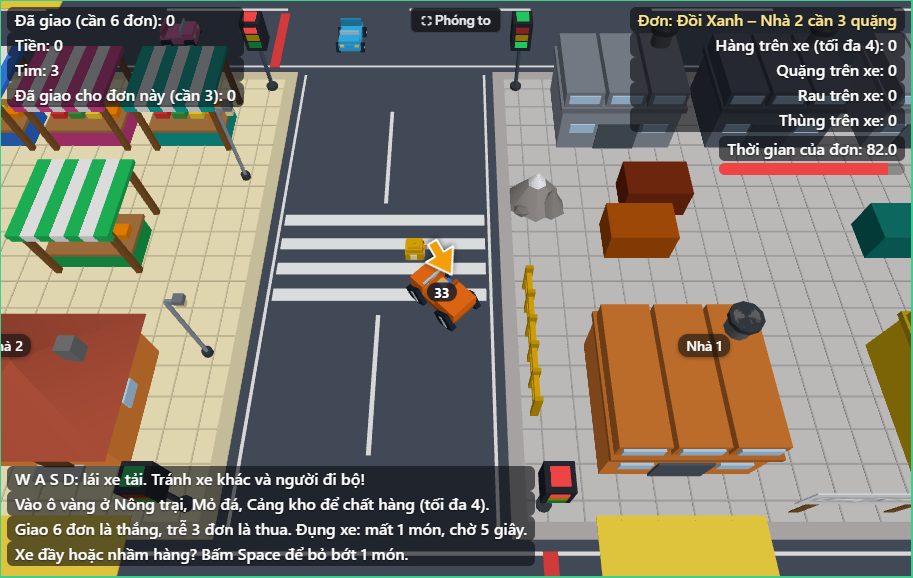 Đã giao (cần 6 đơn): 0
Tiền: 0
Tim: 3
Đã giao cho đơn này (cần 3): 0
Phóng to
Đơn: Đồi Xanh – Nhà 2 cần 3 quặng
Hàng trên xe (tối đa 4): 0
Quặng trên xe: 0
Rau trên xe: 0
Thùng trên xe: 0
Thời gian của đơn: 82.0
33
Nhà 1
hà 2
W A S D: lái xe tải. Tránh xe khác và người đi bộ!
Vào ô vàng ở Nông trại, Mỏ đá, Cảng kho để chất hàng (tối đa 4).
Giao 6 đơn là thắng, trễ 3 đơn là thua. Đụng xe: mất 1 món, chờ 5 giây.
Xe đầy hoặc nhầm hàng? Bấm Space để bỏ bớt 1 món.